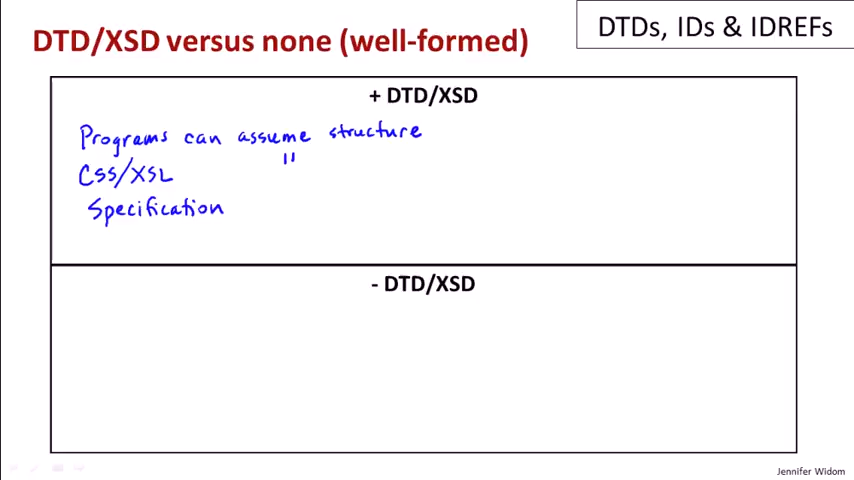 DTD/XSD versus none (well-formed)
DTDs, IDs & IDREFs
+ DTD/XSD
Programs can assume structure
CSS/XSL "
Specification
- DTD/XSD
Jennifer Widom